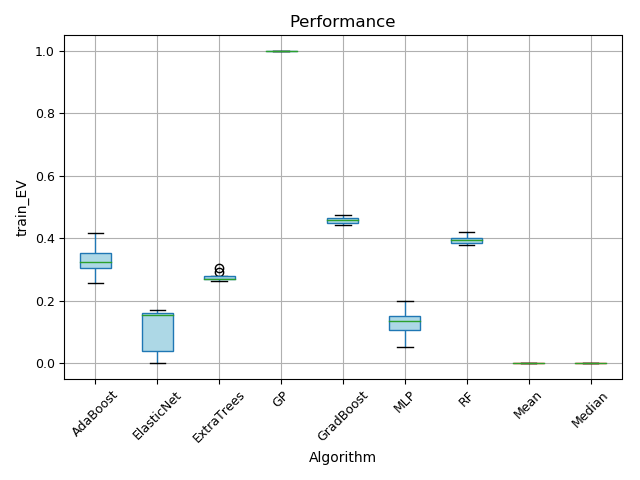 Performance
train_EV
1.0
0.8
0.6
0.4
0.2
0.0
AdaBoost
ElasticNet
ExtraTrees
GP
GradBoost
MLP
RF
Mean
Median
Algorithm